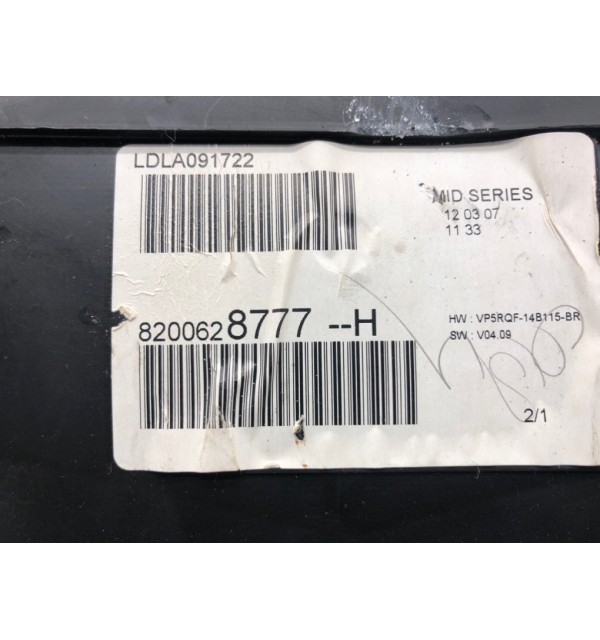 LDLA091722
MID SERIES
12 03 07
11 33
8200628777 --H
HW : VP5RQF-14B115-BR
SW : V04.09
2/1